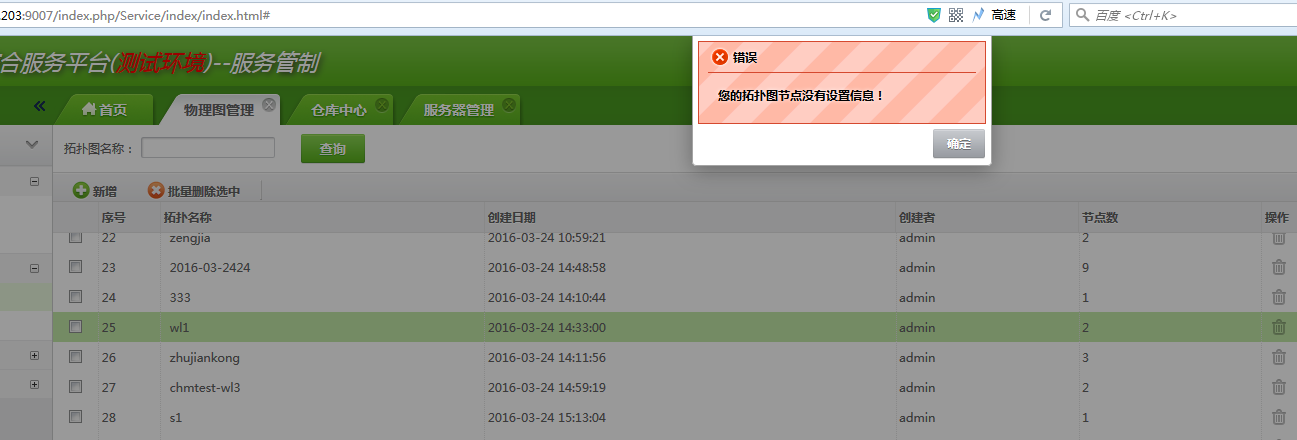 203:9007/index.php/Service/index/index.html#
高速
百度 <Ctrl+K>
合服务平台(测试环境)--服务管制
错误
您的拓扑图节点没有设置信息！
确定
首页
物理图管理
仓库中心
服务器管理
拓扑图名称：
查询
新增
批量删除选中
序号 拓扑名称 创建日期 创建者 节点数 操作
22 zengjia 2016-03-24 10:59:21 admin 2
23 2016-03-2424 2016-03-24 14:48:58 admin 9
24 333 2016-03-24 14:10:44 admin 1
25 wl1 2016-03-24 14:33:00 admin 2
26 zhujiankong 2016-03-24 14:11:56 admin 3
27 chmtest-wl3 2016-03-24 14:59:19 admin 2
28 s1 2016-03-24 15:13:04 admin 1